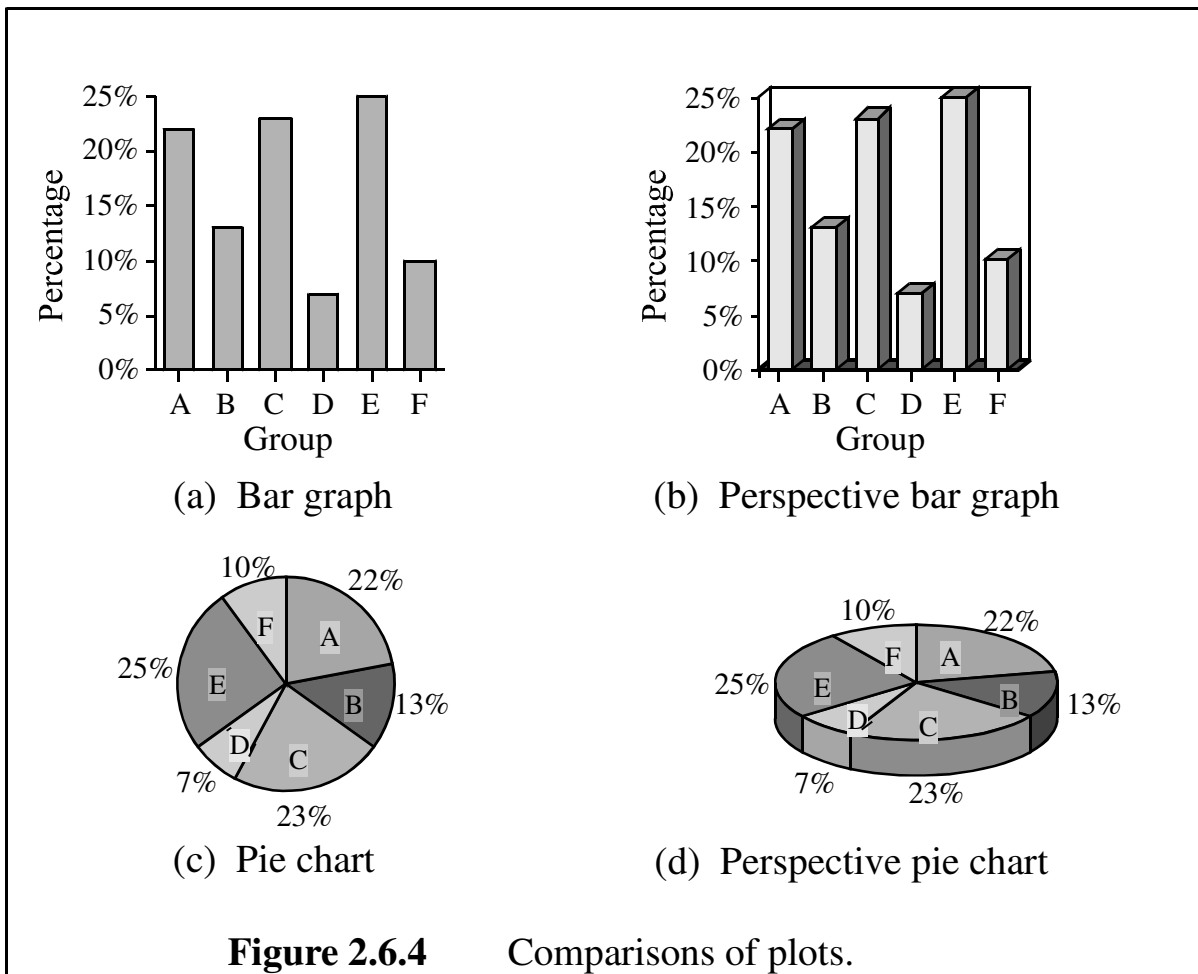 25%
20%
15%
10%
5%
0%
Percentage
A B C D E F
Group
(a) Bar graph
25%
20%
15%
10%
5%
0%
Percentage
A B C D E F
Group
(b) Perspective bar graph
10%
22%
F
A
25%
E
B
13%
D
C
7%
23%
(c) Pie chart
10%
22%
F
A
25%
E
B
13%
D
C
7%
23%
(d) Perspective pie chart
Figure 2.6.4 Comparisons of plots.